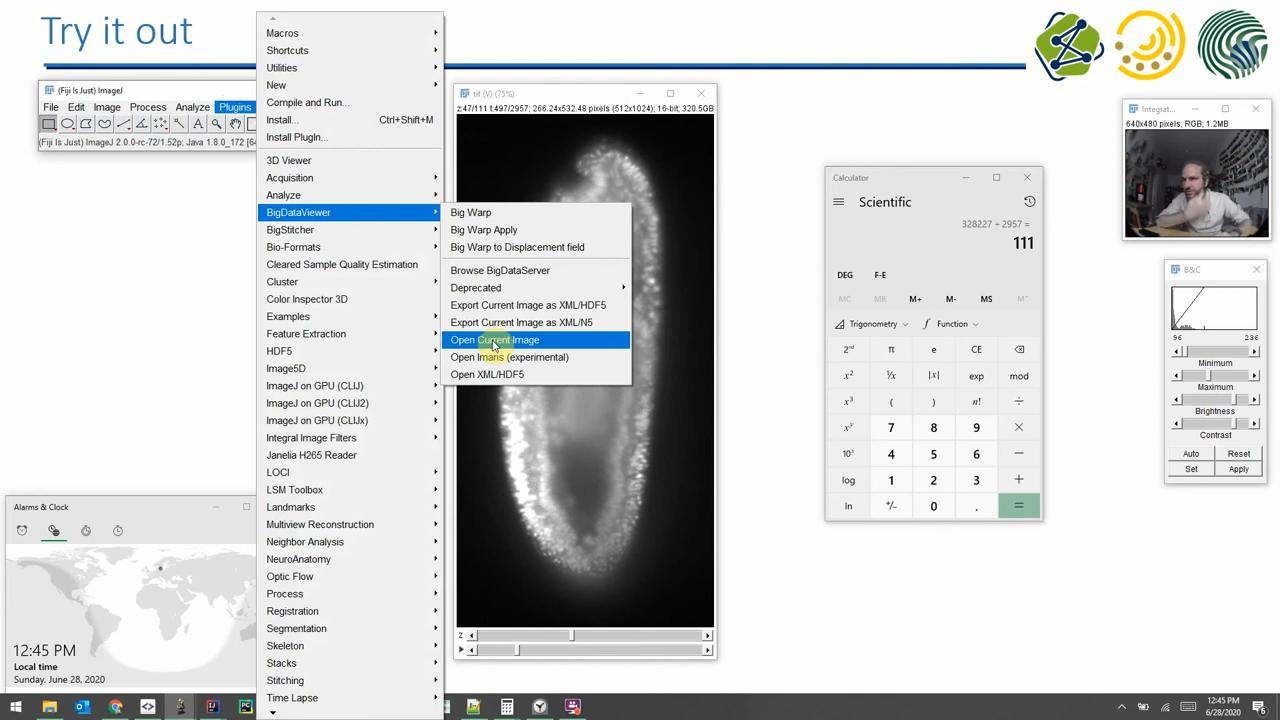 Try it out
(Fiji Is Just) ImageJ
File Edit Image Process Analyze Plugins
(Fiji Is Just) ImageJ 2.0.0-rc-72/1.52p; Java 1.8.0_172 [64
Macros
Shortcuts
Utilities
New
Compile and Run...
Install... Ctrl+Shift+M
Install PlugIn...
3D Viewer
Acquisition
Analyze
BigDataViewer
BigStitcher
Bio-Formats
Cleared Sample Quality Estimation
Cluster
Color Inspector 3D
Examples
Feature Extraction
HDF5
Image5D
ImageJ on GPU (CLIJ)
ImageJ on GPU (CLIJ2)
ImageJ on GPU (CLIJx)
Integral Image Filters
Janelia H265 Reader
LOCI
LSM Toolbox
Landmarks
Multiview Reconstruction
Neighbor Analysis
NeuroAnatomy
Optic Flow
Process
Registration
Segmentation
Skeleton
Stacks
Stitching
Time Lapse
Big Warp
Big Warp Apply
Big Warp to Displacement field
Browse BigDataServer
Deprecated
Export Current Image as XML/HDF5
Export Current Image as XML/N5
Open Current Image
Open Imaris (experimental)
Open XML/HDF5
tif (V) (75%)
z:47/111 t:497/2957; 266.24x532.48 pixels (512x1024); 16-bit; 320.5GB
z
Calculator
Scientific
328227 ÷ 2957 =
111
DEG F-E
MC MR M+ M- MS
Trigonometry Function
2nd π e CE
x² ¹/x |x| exp mod
x³ ( ) n! ÷
xʸ 7 8 9 ×
10ˣ 4 5 6 −
log 1 2 3 +
ln +/− 0 . =
Integrat...
640x480 pixels; RGB; 1.2MB
B&C
96 236
Minimum
Maximum
Brightness
Contrast
Auto Reset
Set Apply
Alarms & Clock
12:45 PM
Local time
Sunday, June 28, 2020
12:45 PM
6/28/2020